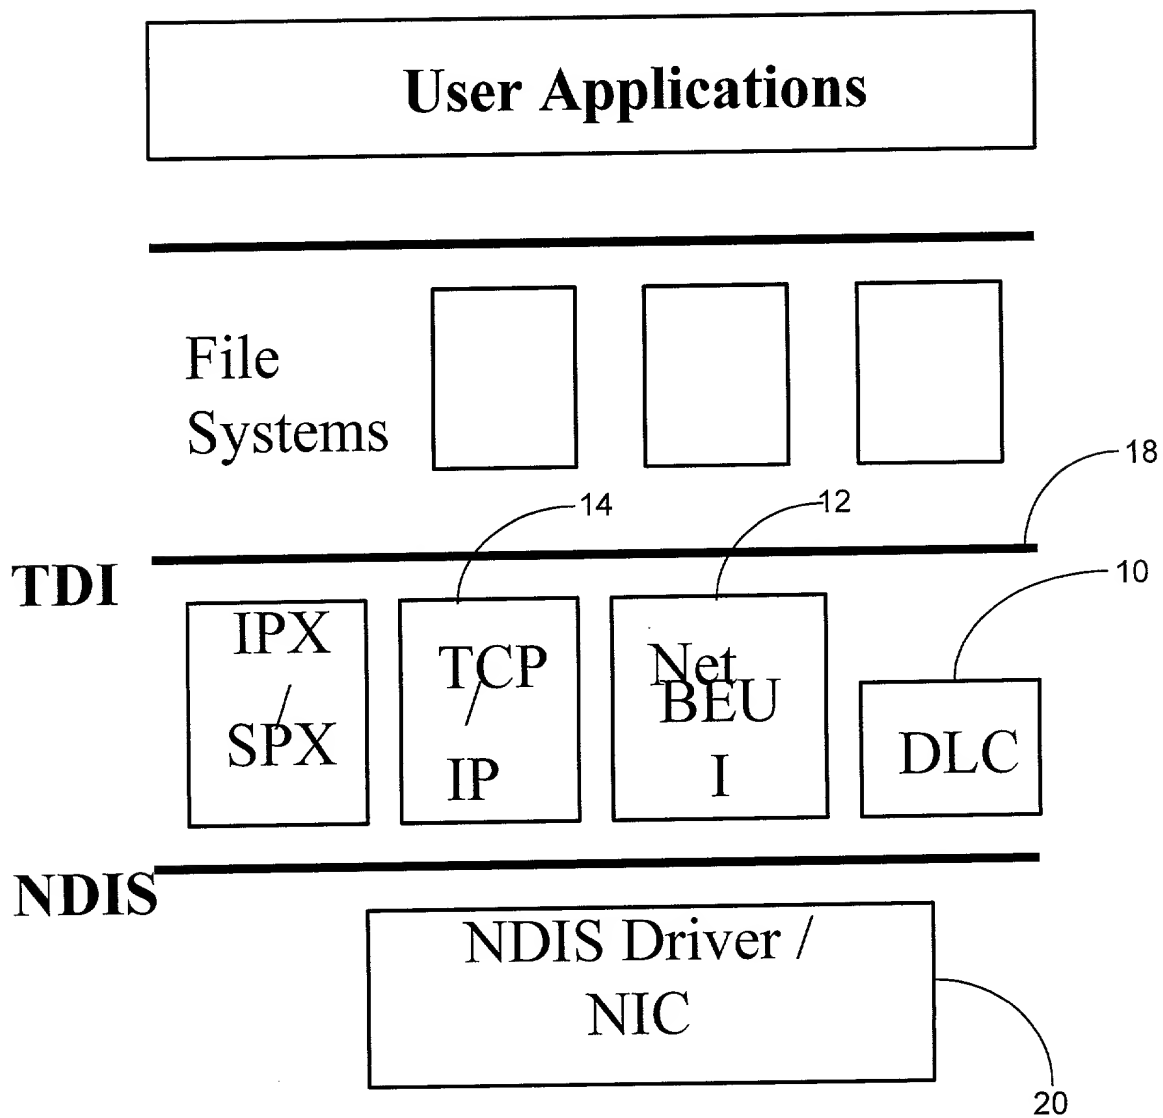 User Applications
File
Systems
18
14
12
TDI
10
IPX
/
SPX
TCP
/
IP
Net
BEU
I
DLC
NDIS
NDIS Driver /
NIC
20